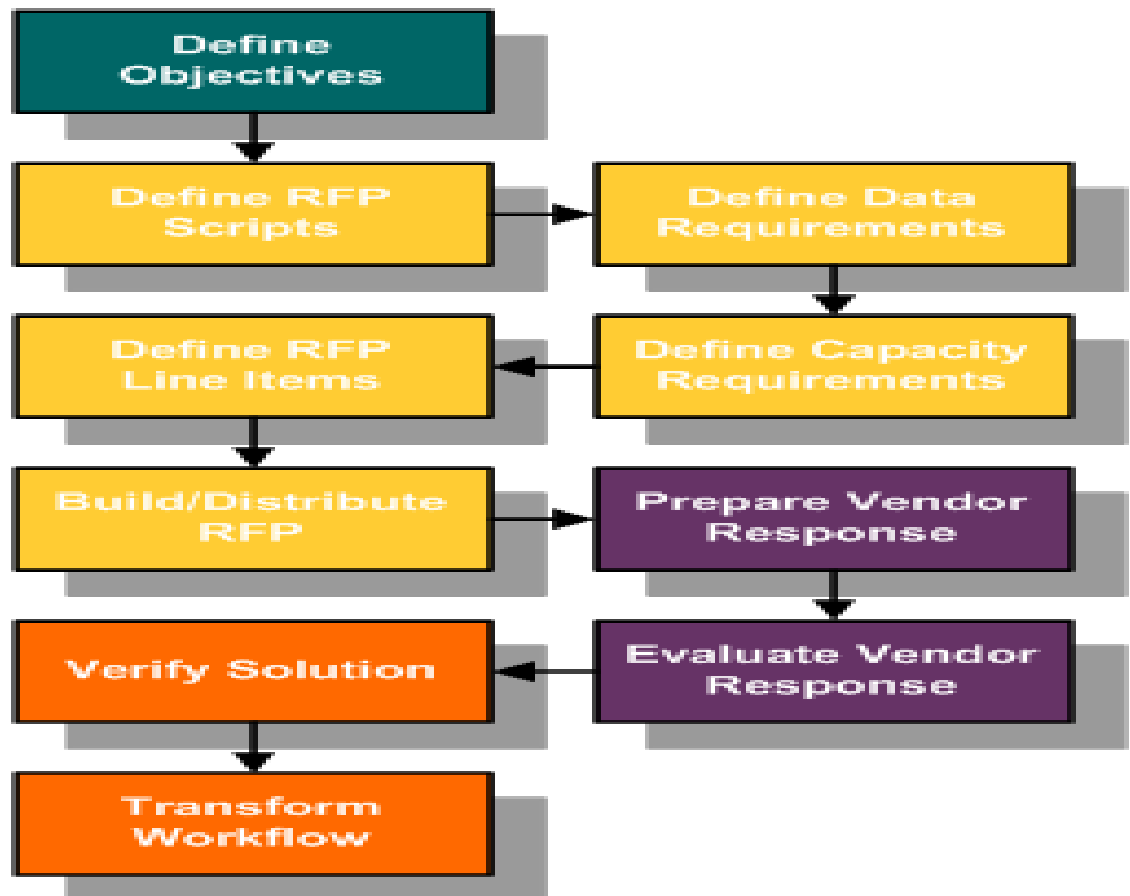 Define
Objectives
Define RFP
Scripts
Define Data
Requirements
Define RFP
Line Items
Define Capacity
Requirements
Build/Distribute
RFP
Prepare Vendor
Response
Verify Solution
Evaluate Vendor
Response
Transform
Workflow